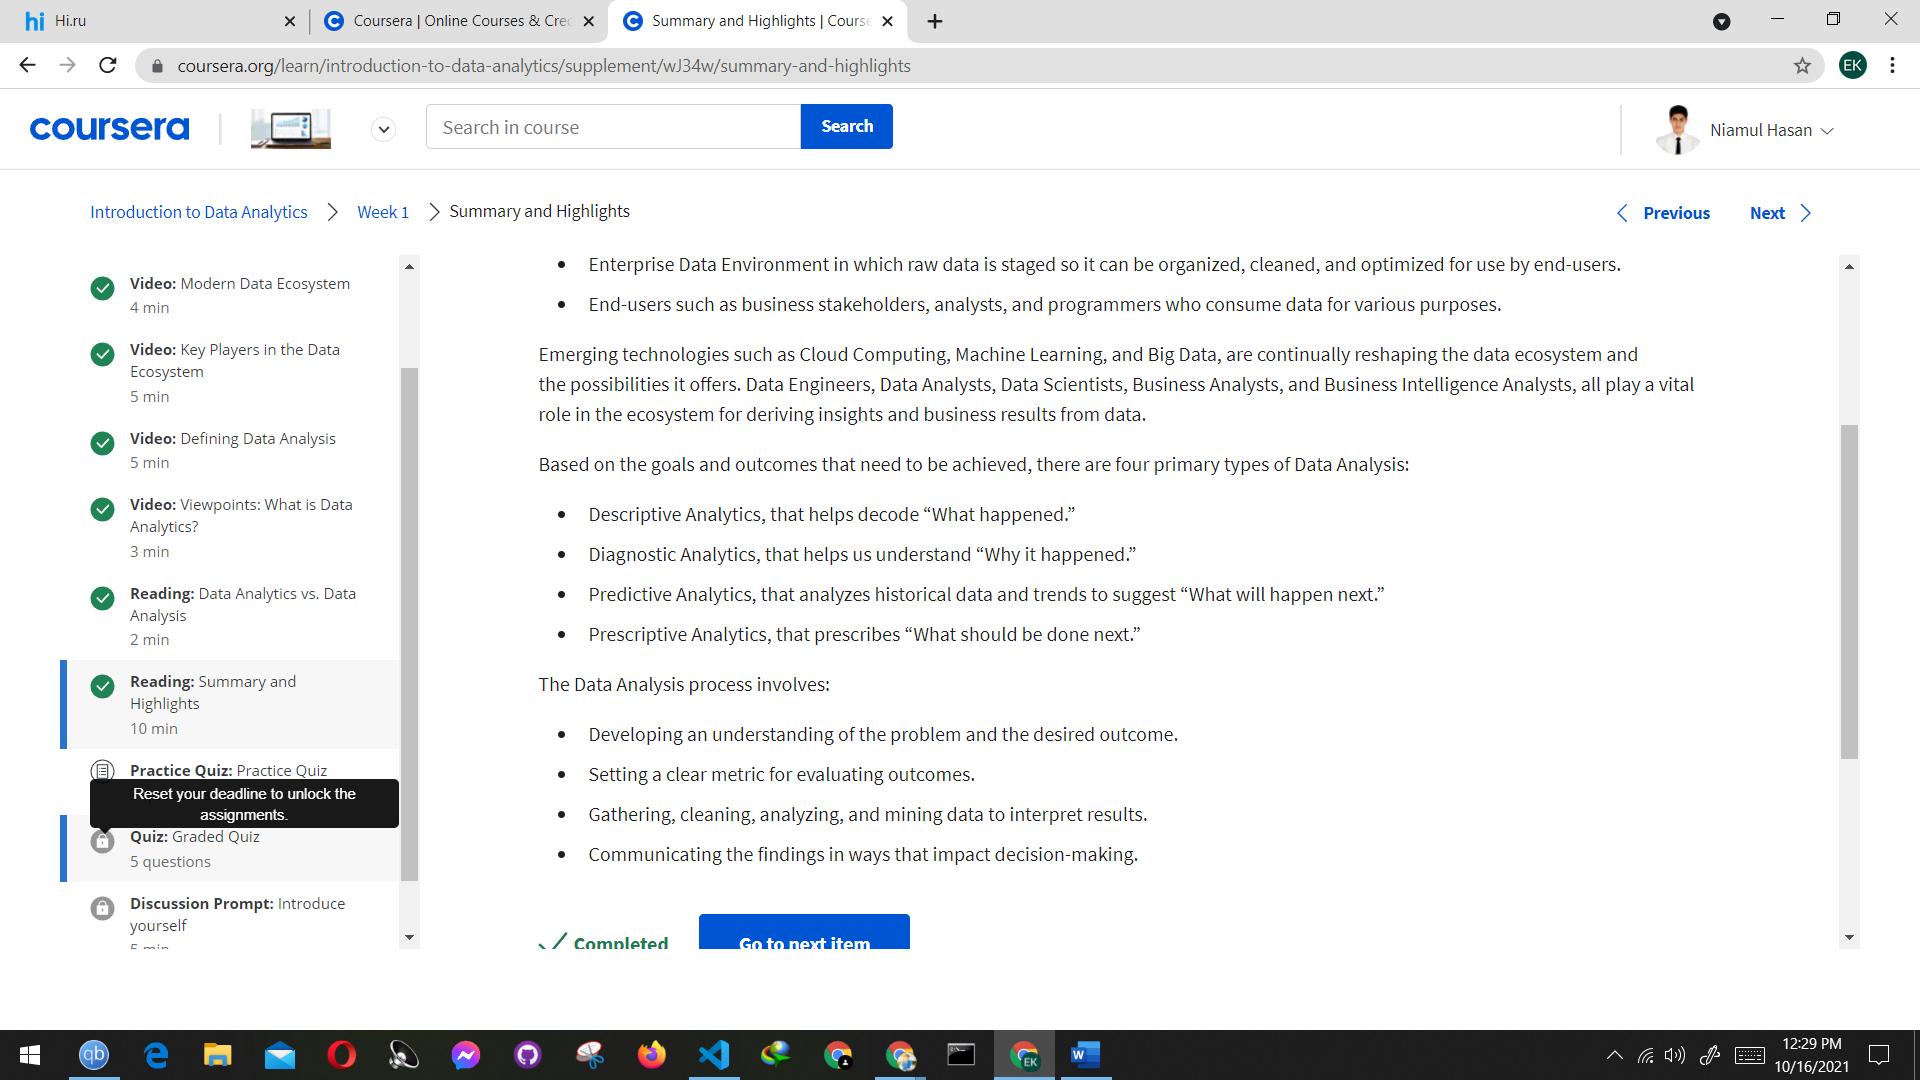 Hi.ru
Coursera | Online Courses & Cre
Summary and Highlights | Course
coursera.org/learn/introduction-to-data-analytics/supplement/wJ34w/summary-and-highlights
EK
coursera
Search in course
Search
Niamul Hasan
Introduction to Data Analytics
Week 1
Summary and Highlights
Previous
Next
Video: Modern Data Ecosystem
4 min
Video: Key Players in the Data
Ecosystem
5 min
Video: Defining Data Analysis
5 min
Video: Viewpoints: What is Data
Analytics?
3 min
Reading: Data Analytics vs. Data
Analysis
2 min
Reading: Summary and
Highlights
10 min
Practice Quiz: Practice Quiz
Reset your deadline to unlock the
assignments.
Quiz: Graded Quiz
5 questions
Discussion Prompt: Introduce
yourself
5 min
• Enterprise Data Environment in which raw data is staged so it can be organized, cleaned, and optimized for use by end-users.
• End-users such as business stakeholders, analysts, and programmers who consume data for various purposes.
Emerging technologies such as Cloud Computing, Machine Learning, and Big Data, are continually reshaping the data ecosystem and
the possibilities it offers. Data Engineers, Data Analysts, Data Scientists, Business Analysts, and Business Intelligence Analysts, all play a vital
role in the ecosystem for deriving insights and business results from data.
Based on the goals and outcomes that need to be achieved, there are four primary types of Data Analysis:
• Descriptive Analytics, that helps decode “What happened.”
• Diagnostic Analytics, that helps us understand “Why it happened.”
• Predictive Analytics, that analyzes historical data and trends to suggest “What will happen next.”
• Prescriptive Analytics, that prescribes “What should be done next.”
The Data Analysis process involves:
• Developing an understanding of the problem and the desired outcome.
• Setting a clear metric for evaluating outcomes.
• Gathering, cleaning, analyzing, and mining data to interpret results.
• Communicating the findings in ways that impact decision-making.
Completed
Go to next item
12:29 PM
10/16/2021